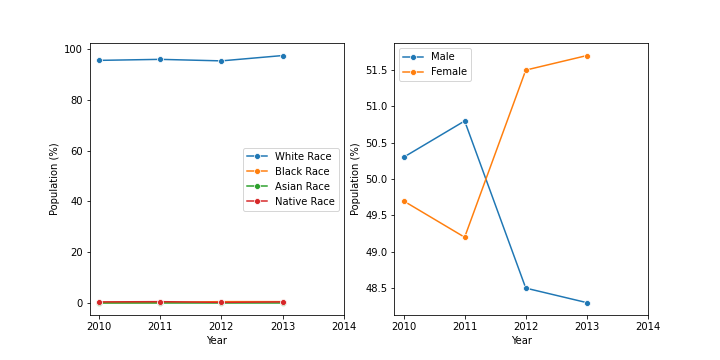 100
80
60
40
20
0
Population (%)
2010 2011 2012 2013 2014
Year
White Race
Black Race
Asian Race
Native Race
51.5
51.0
50.5
50.0
49.5
49.0
48.5
Population (%)
2010 2011 2012 2013 2014
Year
Male
Female